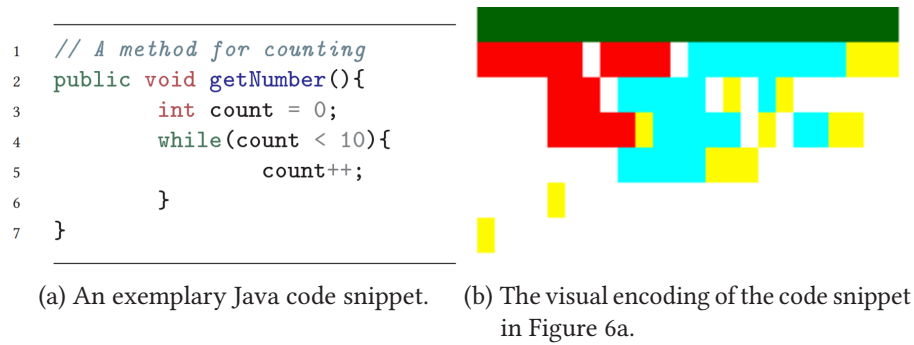 1 // A method for counting
2 public void getNumber(){
3 int count = 0;
4 while(count < 10){
5 count++;
6 }
7 }
(a) An exemplary Java code snippet.
(b) The visual encoding of the code snippet
in Figure 6a.